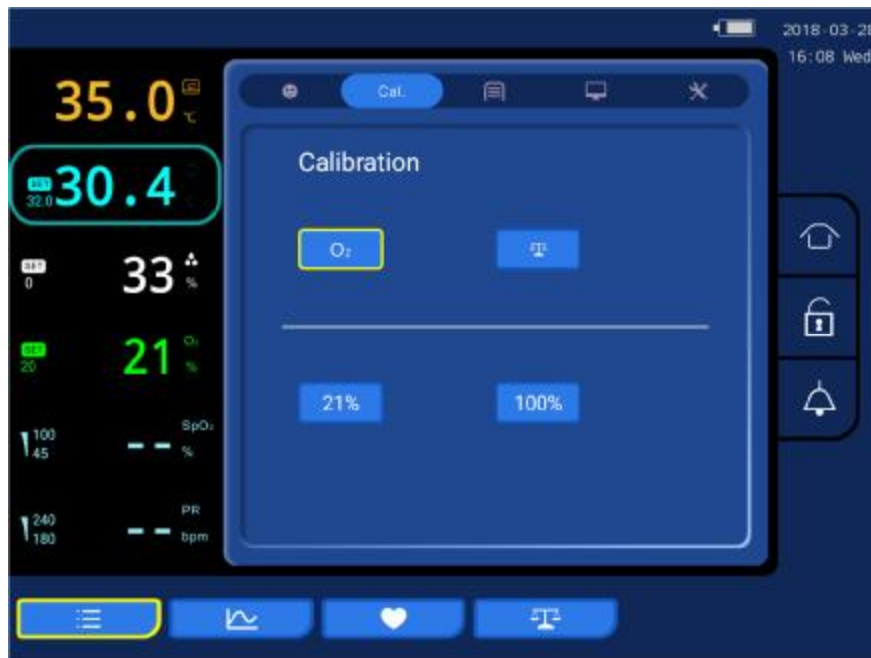 2018-03-28
16:08 Wed
35.0 ℃
Cal.
Calibration
SET
32.0
30.4
O₂
SET
0
33 %
SET
20
21 O₂ %
21%
100%
100
45
-- SpO₂ %
240
180
-- PR bpm